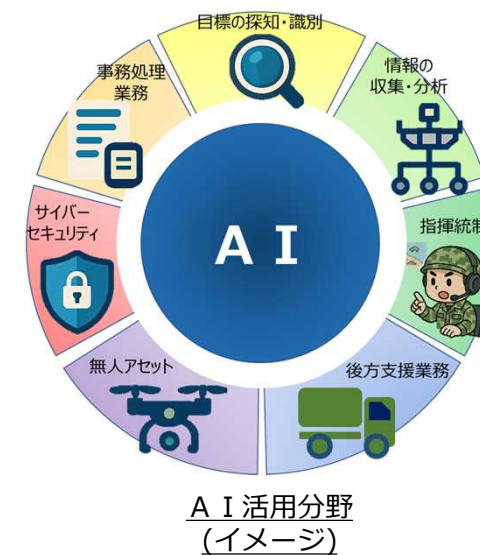 目標の探知・識別
情報の
収集・分析
指揮統制
後方支援業務
無人アセット
サイバー
セキュリティ
事務処理
業務
ＡＩ
ＡＩ活用分野
(イメージ)